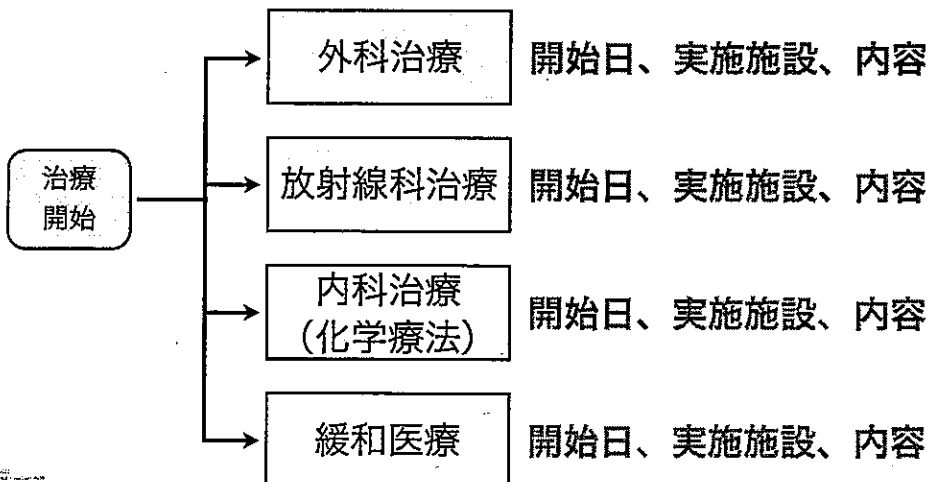 外科治療
開始日、実施施設、内容
治療
開始
放射線科治療
開始日、実施施設、内容
内科治療
(化学療法)
開始日、実施施設、内容
緩和医療
開始日、実施施設、内容